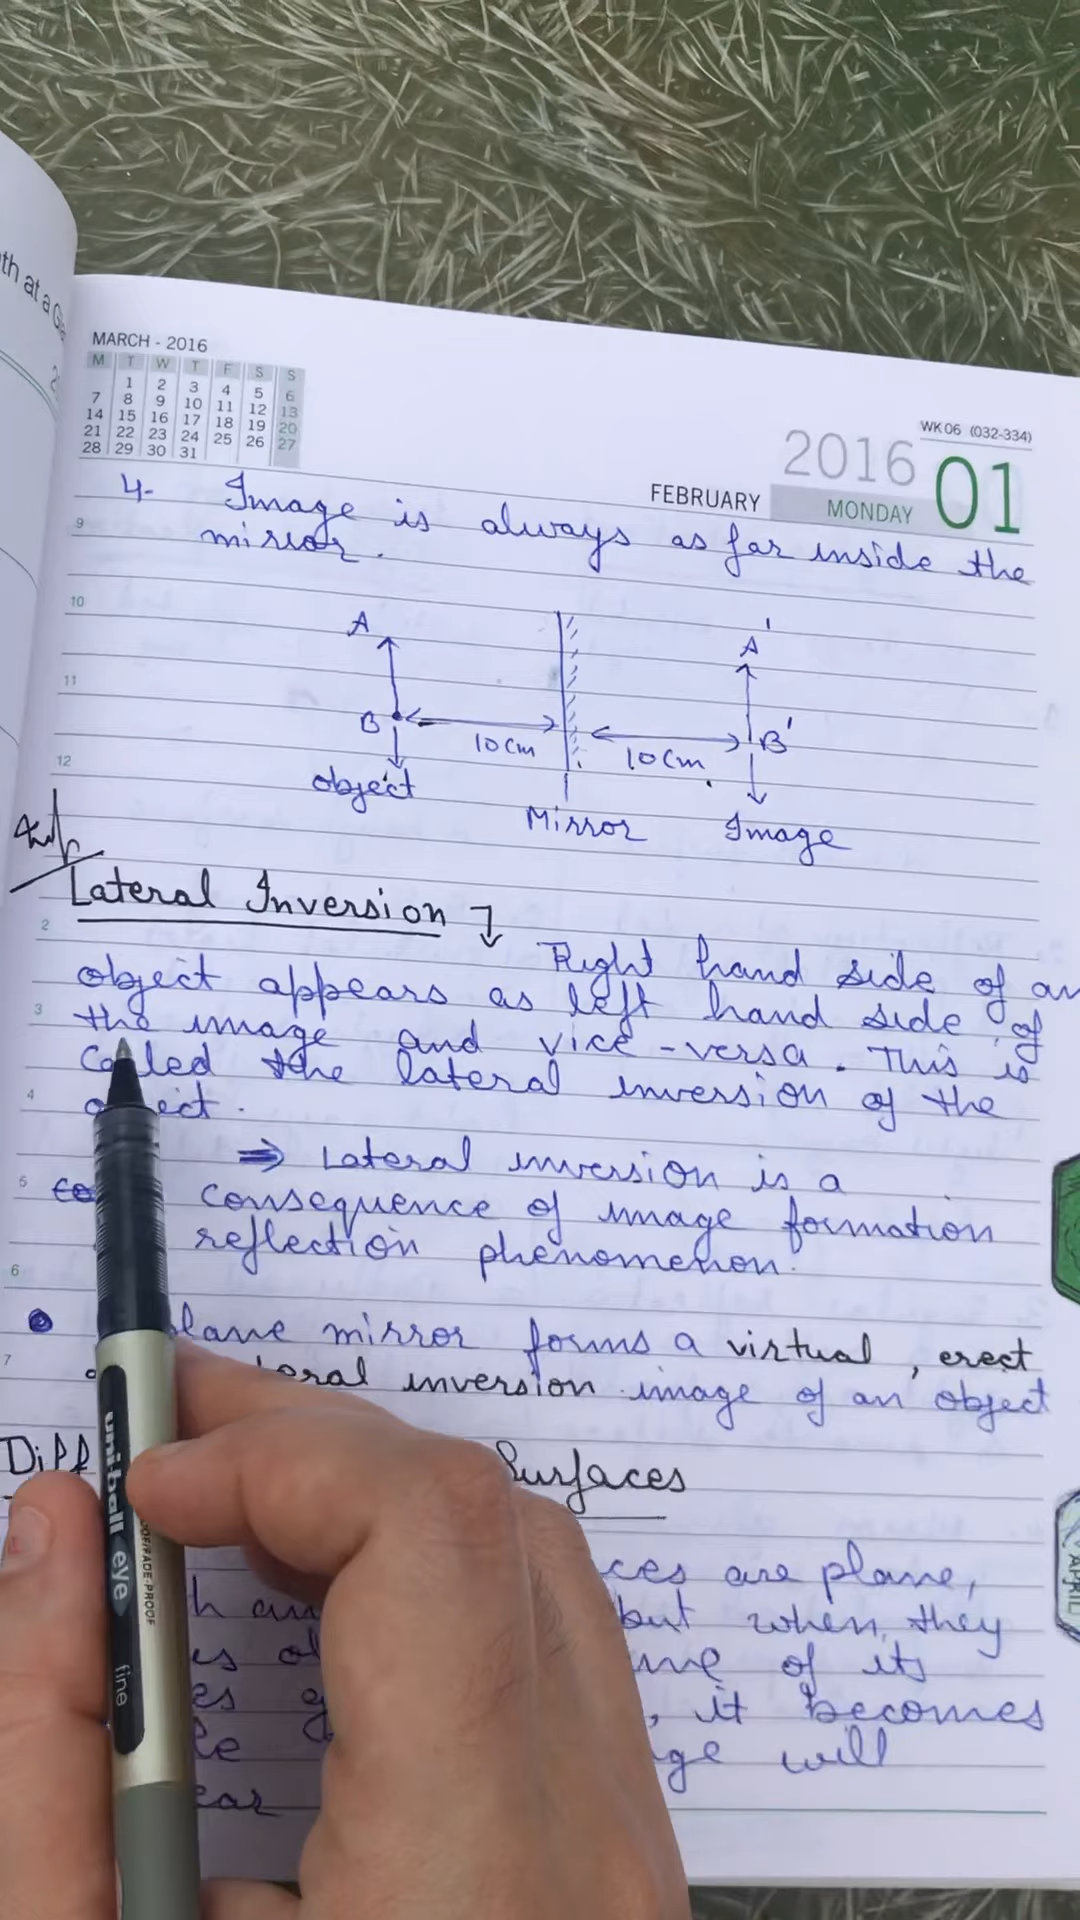 th at a
MARCH - 2016
M T W T F S S
1 2 3 4 5 6
7 8 9 10 11 12 13
14 15 16 17 18 19 20
21 22 23 24 25 26 27
28 29 30 31
WK 06 (032-334)
2016 01
FEBRUARY MONDAY
4- Image is always as far inside the
9 mirror.
10
A A'
11
B 10 cm 10 cm B'
12
object Mirror Image
Lateral Inversion
2 Right hand side of an
object appears as left hand side of
3 the image and vice-versa. This is
called the lateral inversion of the
4 object.
⇒ Lateral inversion is a
5 consequence of image formation
reflection phenomenon.
6
plane mirror forms a virtual, erect
7 inversion image of an object
Surfaces
are plane,
but when they
of its
, it becomes
will
uni-ball eye
fine
APRIL